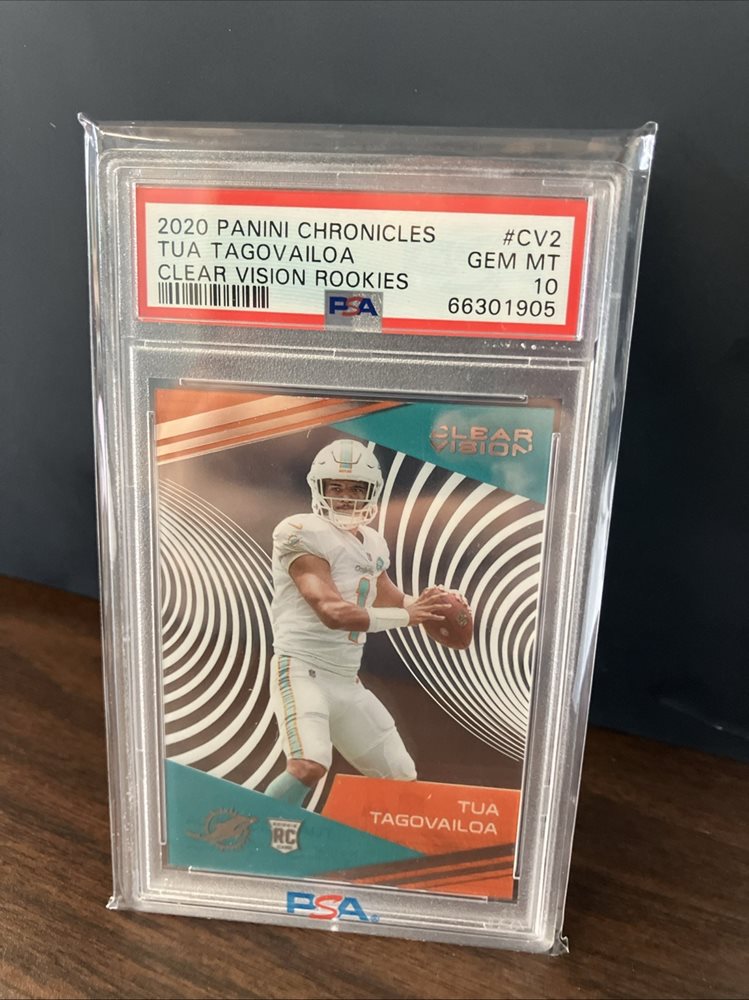 2020 PANINI CHRONICLES #CV2
TUA TAGOVAILOA GEM MT
CLEAR VISION ROOKIES 10
PSA 66301905
CLEAR
VISION
1
TUA
TAGOVAILOA
RC
PSA